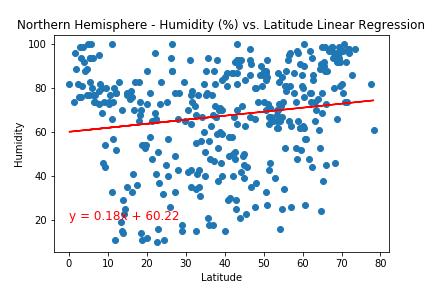 Northern Hemisphere - Humidity (%) vs. Latitude Linear Regression
100
80
60
40
20
Humidity
y = 0.18x + 60.22
0 10 20 30 40 50 60 70 80
Latitude